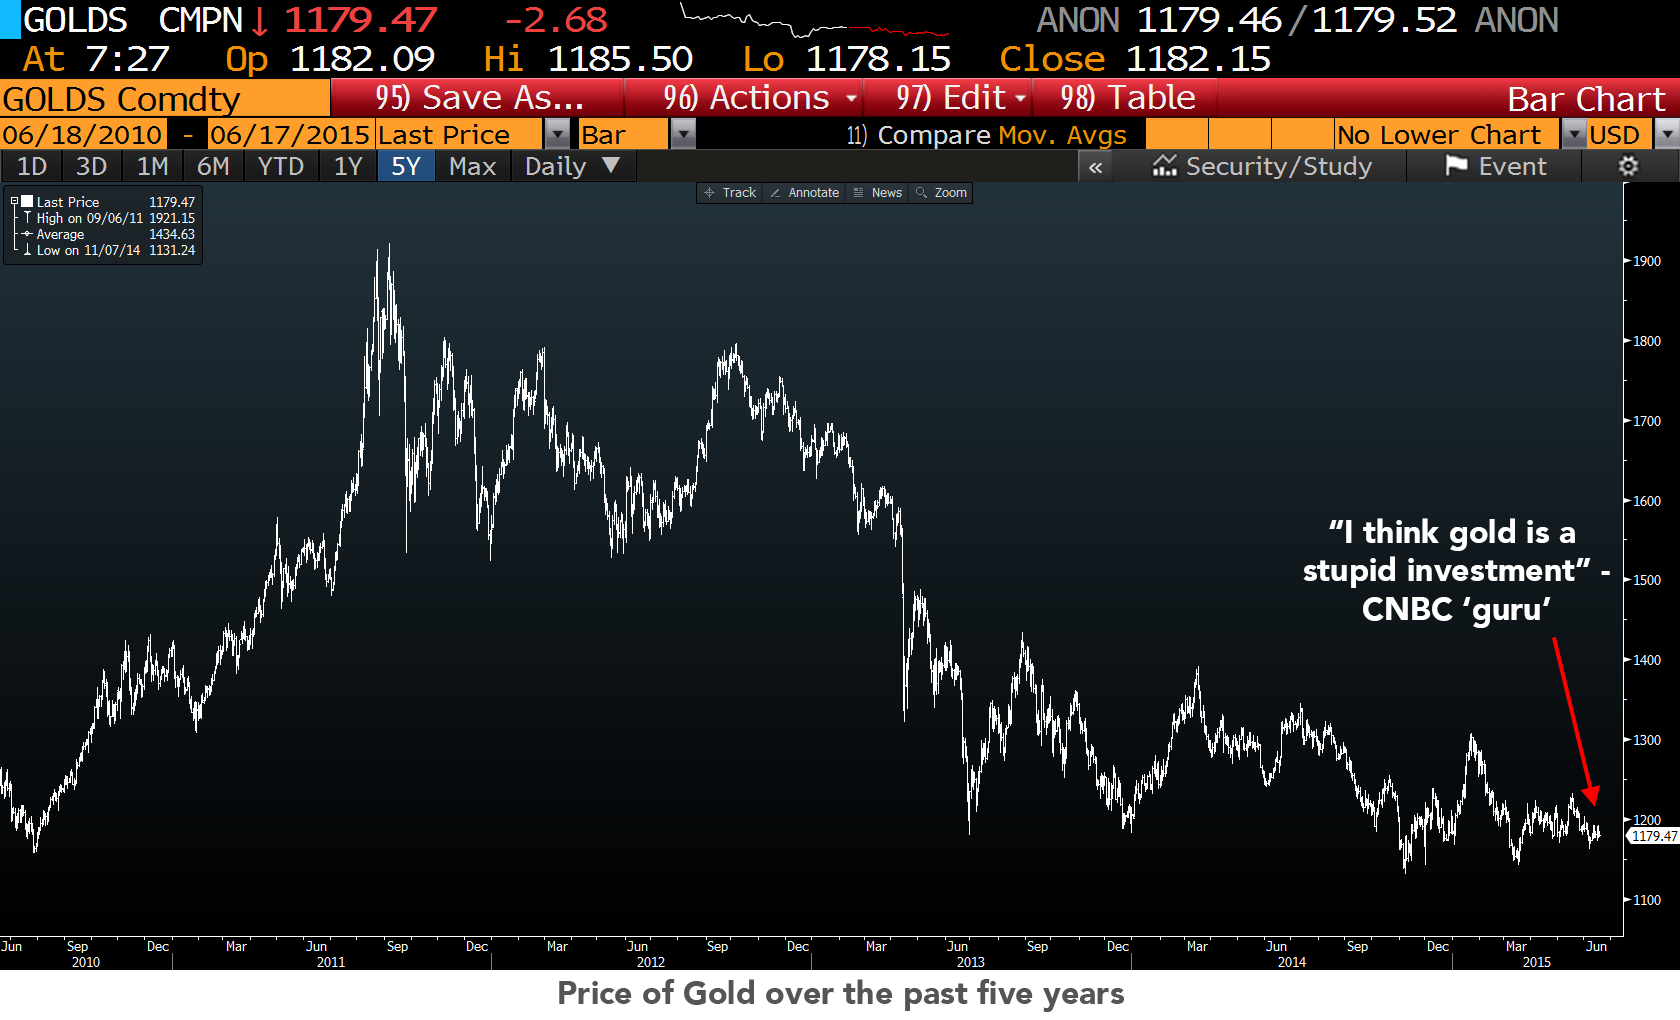 GOLDS CMPN↓ 1179.47 -2.68 ANON 1179.46/1179.52 ANON
At 7:27 Op 1182.09 Hi 1185.50 Lo 1178.15 Close 1182.15
GOLDS Comdty 95) Save As... 96) Actions 97) Edit 98) Table Bar Chart
06/18/2010 - 06/17/2015 Last Price Bar 11) Compare Mov. Avgs No Lower Chart USD
1D 3D 1M 6M YTD 1Y 5Y Max Daily ▼ « Security/Study Event
Track Annotate News Zoom
Last Price 1179.47
High on 09/06/11 1921.15
Average 1434.63
Low on 11/07/14 1131.24
1900
1800
1700
1600
“I think gold is a
stupid investment” -
CNBC ‘guru’
1500
1400
1300
1200
1179.47
1100
Jun Sep Dec Mar Jun Sep Dec Mar Jun Sep Dec Mar Jun Sep Dec Mar Jun Sep Dec Mar Jun
2010 2011 2012 2013 2014 2015
Price of Gold over the past five years